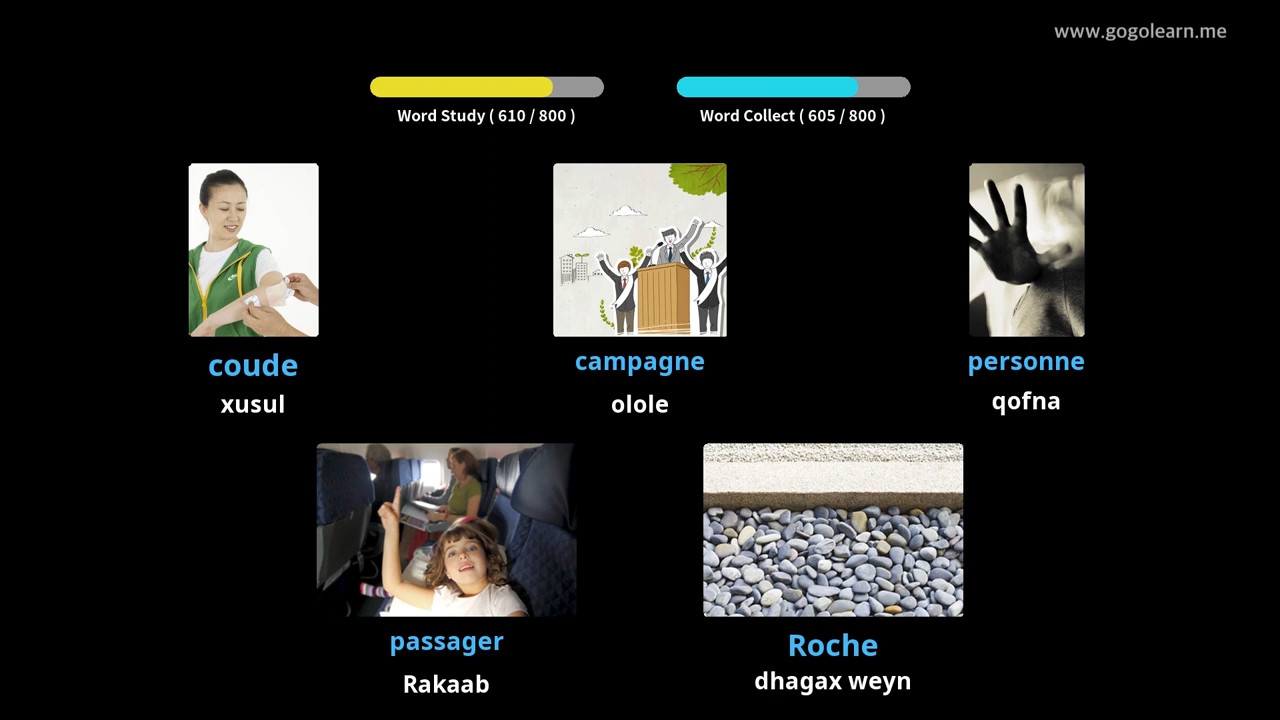 www.gogolearn.me
Word Study ( 610 / 800 )
Word Collect ( 605 / 800 )
coude
xusul
campagne
olole
personne
qofna
passager
Rakaab
Roche
dhagax weyn